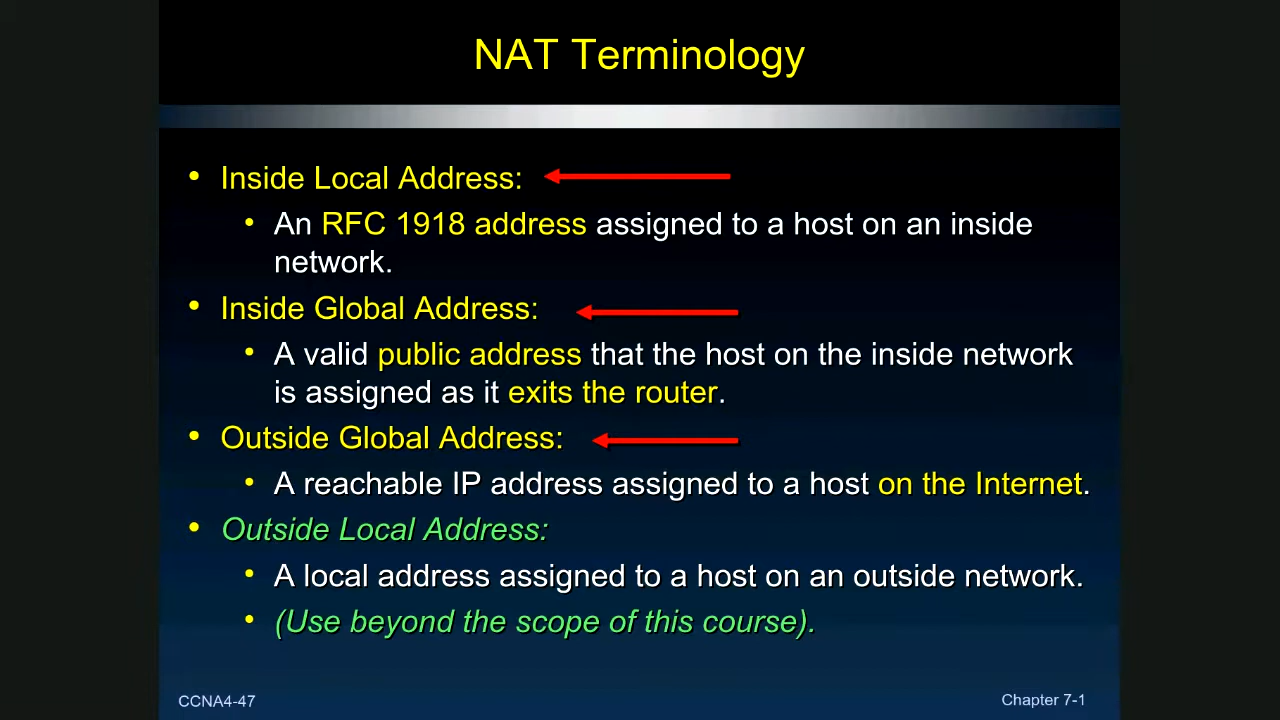 NAT Terminology
• Inside Local Address:
• An RFC 1918 address assigned to a host on an inside
network.
• Inside Global Address:
• A valid public address that the host on the inside network
is assigned as it exits the router.
• Outside Global Address:
• A reachable IP address assigned to a host on the Internet.
• Outside Local Address:
• A local address assigned to a host on an outside network.
• (Use beyond the scope of this course).
CCNA4-47
Chapter 7-1